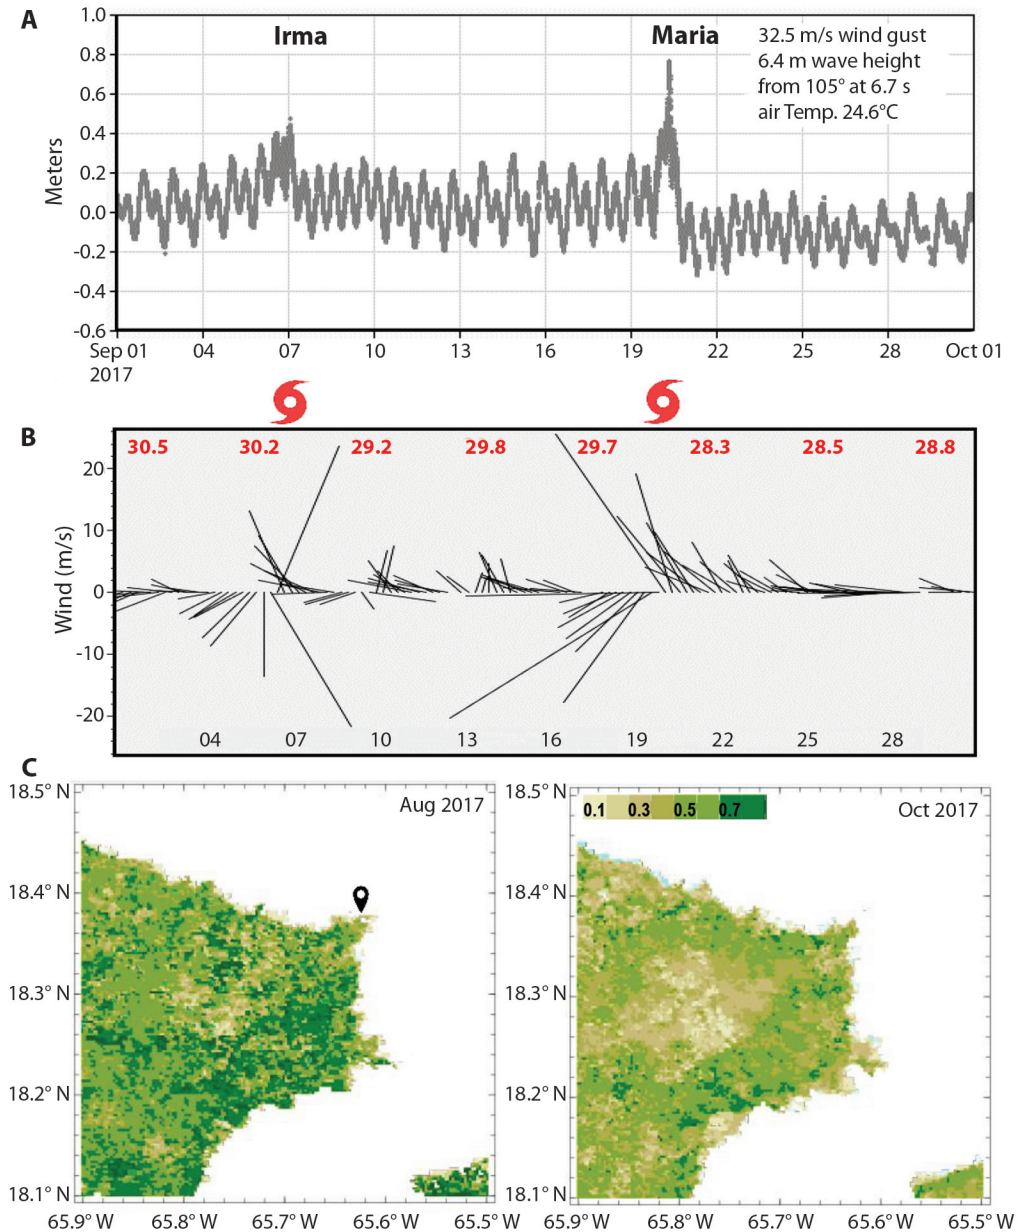 A
1.0
0.8
0.6
0.4
0.2
0.0
-0.2
-0.4
-0.6
Meters
Irma
Maria
32.5 m/s wind gust
6.4 m wave height
from 105° at 6.7 s
air Temp. 24.6°C
Sep 01 04 07 10 13 16 19 22 25 28 Oct 01
2017
B
30.5 30.2 29.2 29.8 29.7 28.3 28.5 28.8
20
10
0
-10
-20
Wind (m/s)
04 07 10 13 16 19 22 25 28
C
18.5° N
18.4° N
18.3° N
18.2° N
18.1° N
Aug 2017
65.9° W 65.8° W 65.7° W 65.6° W 65.5° W
18.5° N
18.4° N
18.3° N
18.2° N
18.1° N
0.1 0.3 0.5 0.7
Oct 2017
65.9° W 65.8° W 65.7° W 65.6° W 65.5° W